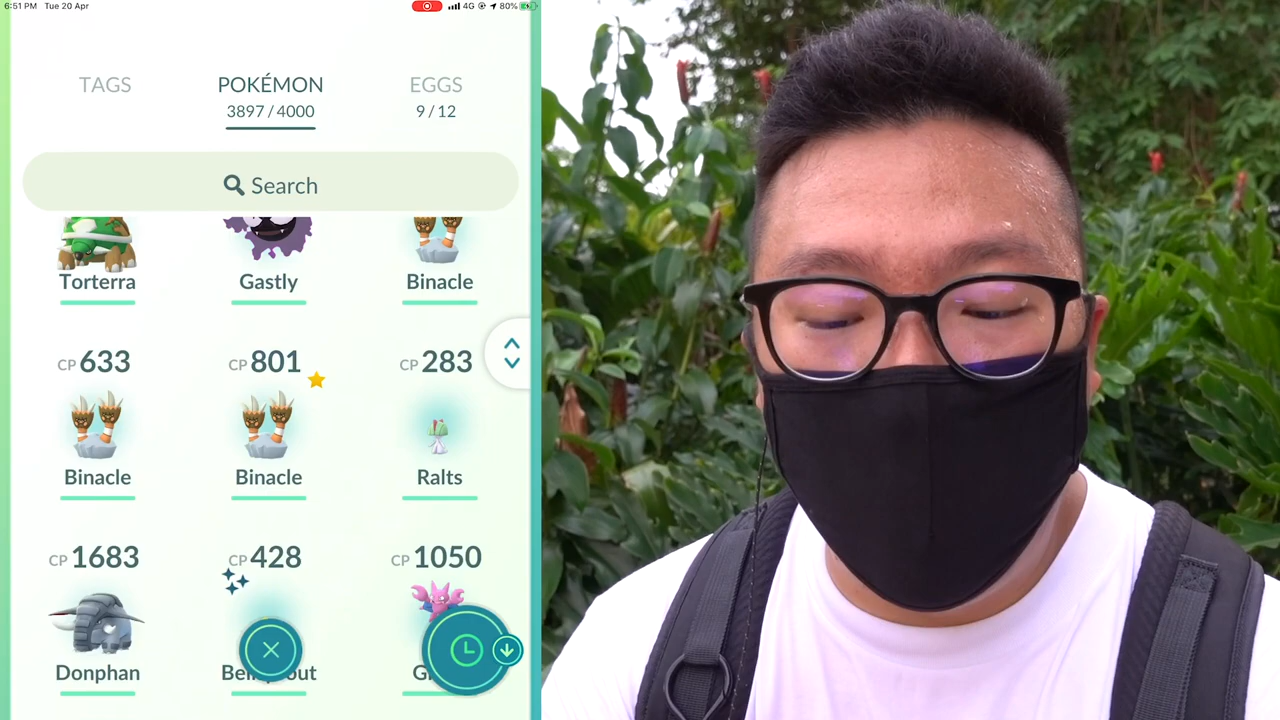 6:51 PM Tue 20 Apr
4G 80%
TAGS POKÉMON EGGS
3897 / 4000 9 / 12
Search
Torterra Gastly Binacle
CP 633 CP 801 CP 283
Binacle Binacle Ralts
CP 1683 CP 428 CP 1050
Donphan